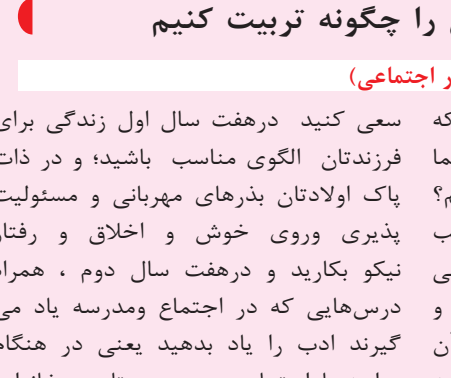 را چگونه تربیت کنیم
ر اجتماعی)
که
ما
م؟
ب
ی
و
آن
سعی کنید درهفت سال اول زندگی برای
فرزندتان الگوی مناسب باشید؛ و در ذات
پاک اولادتان بذرهای مهربانی و مسئولیت
پذیری وروی خوش و اخلاق و رفتار
نیکو بکارید و درهفت سال دوم ، همراه
درس‌هایی که در اجتماع ومدرسه یاد می
گیرند ادب را یاد بدهید یعنی در هنگام